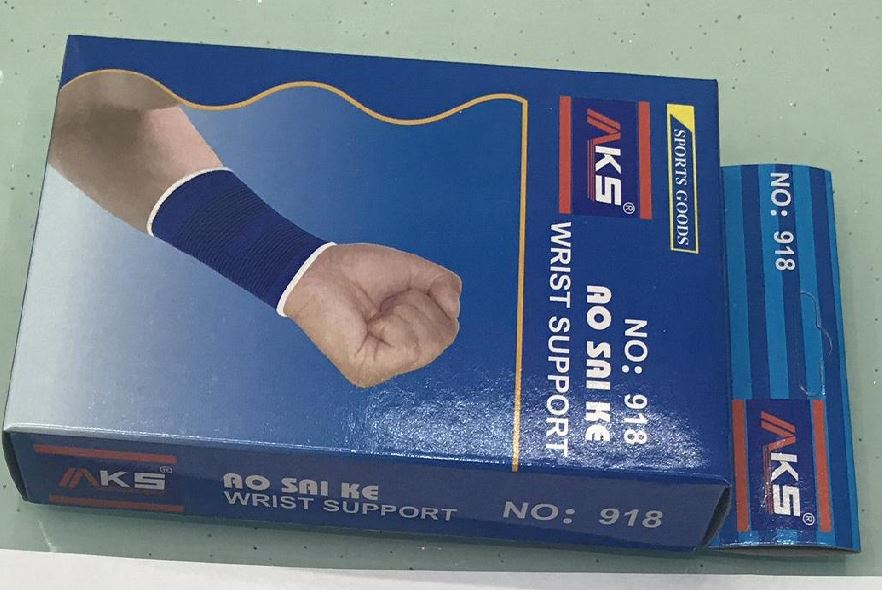 SPORTS GOODS
AKS®
NO: 918
AO SAI KE
WRIST SUPPORT
NO: 918
AKS®
AKS®
AO SAI KE
WRIST SUPPORT
NO: 918